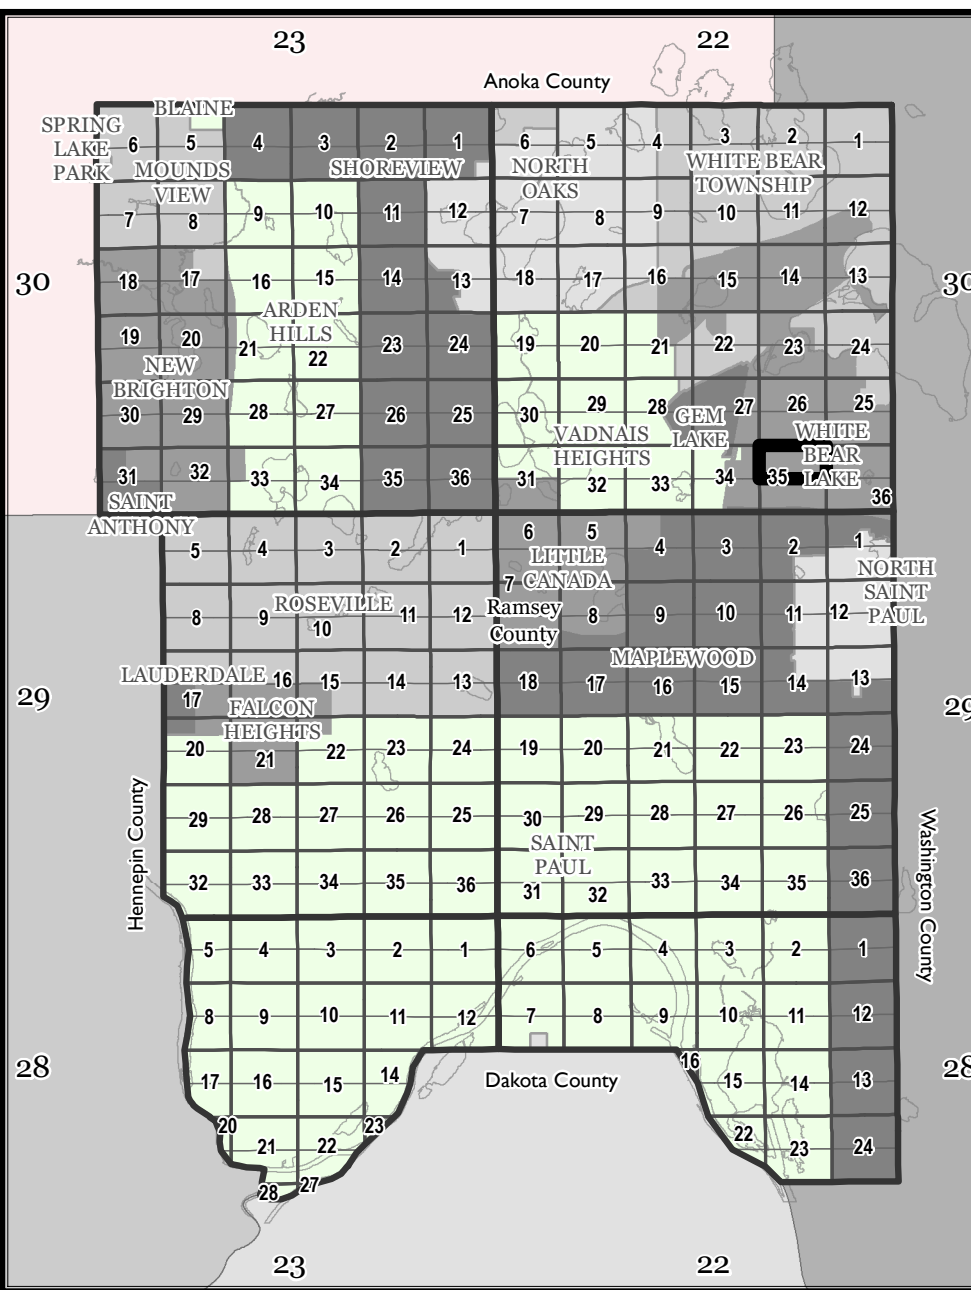 23 22
Anoka County
BLAINE
SPRING
LAKE
PARK
6 5 4 3 2 1 6 5 4 3 2 1
MOUNDS
VIEW
SHOREVIEW
NORTH
OAKS
WHITE BEAR
TOWNSHIP
7 8 9 10 11 12 7 8 9 10 11 12
30 18 17 16 15 14 13 18 17 16 15 14 13 30
ARDEN
HILLS
19 20 21 22 23 24 19 20 21 22 23 24
NEW
BRIGHTON
30 29 28 27 26 25 30 29 28 27 26 25
GEM
LAKE
VADNAIS
HEIGHTS
WHITE
BEAR
LAKE
31 32 33 34 35 36 31 32 33 34 35 36
SAINT
ANTHONY
5 4 3 2 1 6 5 4 3 2 1
LITTLE
CANADA
NORTH
SAINT
PAUL
8 9 10 11 12 7 8 9 10 11 12
ROSEVILLE
Ramsey
County
MAPLEWOOD
LAUDERDALE
29 17 16 15 14 13 18 17 16 15 14 13 29
FALCON
HEIGHTS
20 21 22 23 24 19 20 21 22 23 24
29 28 27 26 25 30 29 28 27 26 25
Hennepin County
Washington County
SAINT
PAUL
32 33 34 35 36 31 32 33 34 35 36
5 4 3 2 1 6 5 4 3 2 1
8 9 10 11 12 7 8 9 10 11 12
28 17 16 15 14 16 15 14 13 28
Dakota County
20 21 22 23 22 23 24
28 27
23 22